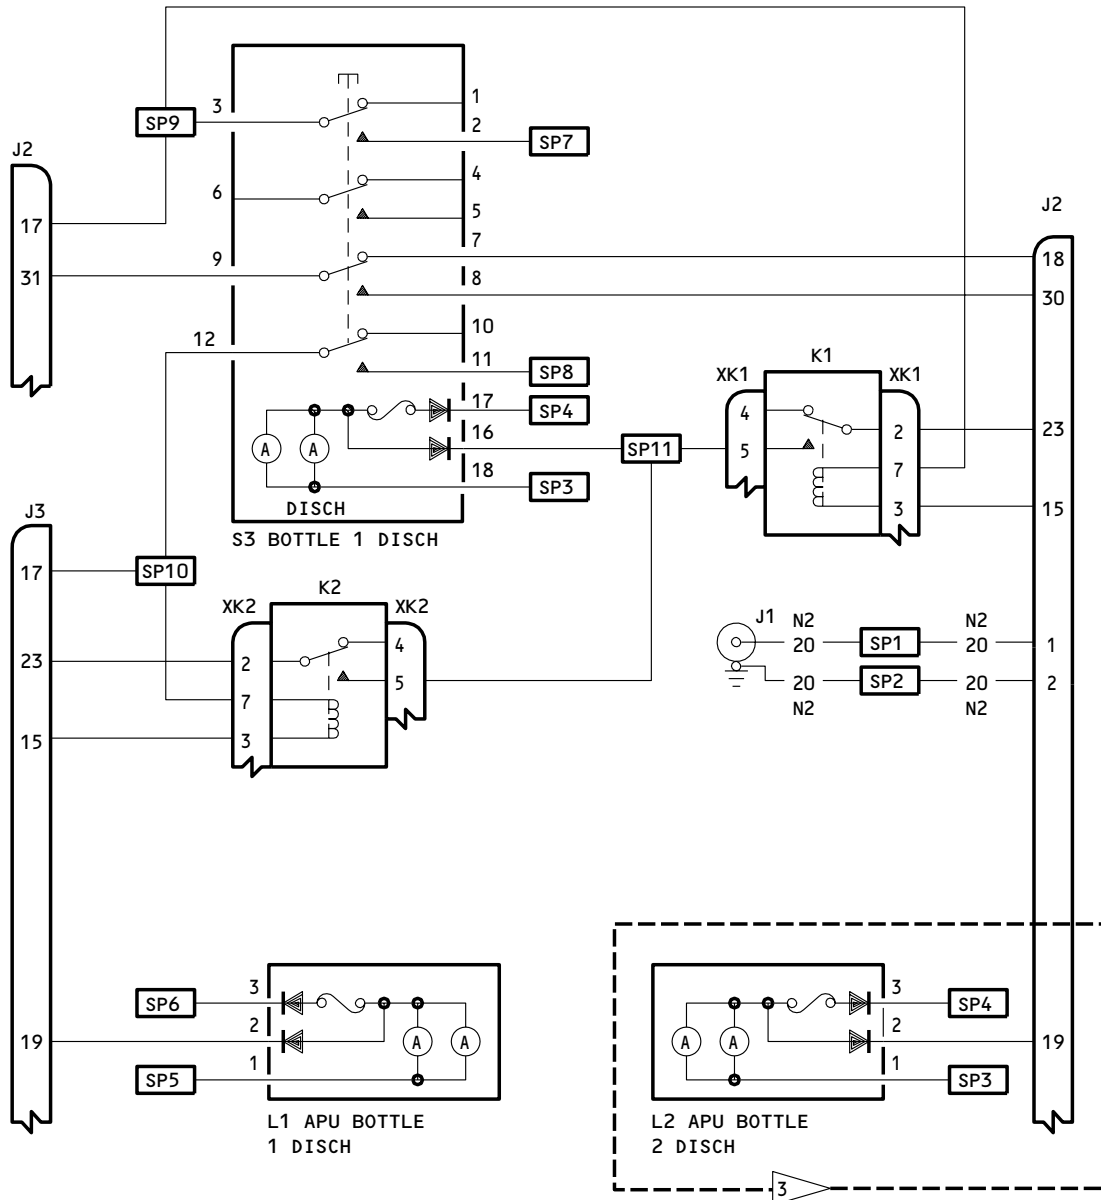 3 1
SP9 2 SP7
J2
4
6 5
17 J2
7
9 18
31 8
30
10
12
11 SP8
K1
XK1 XK1
17 SP4
4
A A 16 2 23
SP11 5
18 7
SP3
DISCH 3 15
J3
S3 BOTTLE 1 DISCH
17 SP10
K2
XK2 XK2
J1 N2 N2
4 20 SP1 20 1
23 2
5 20 SP2 20 2
7 N2 N2
15 3
3 3
SP6 SP4
2 2
19 A A A A 19
1 1
SP5 SP3
L1 APU BOTTLE L2 APU BOTTLE
1 DISCH 2 DISCH
3